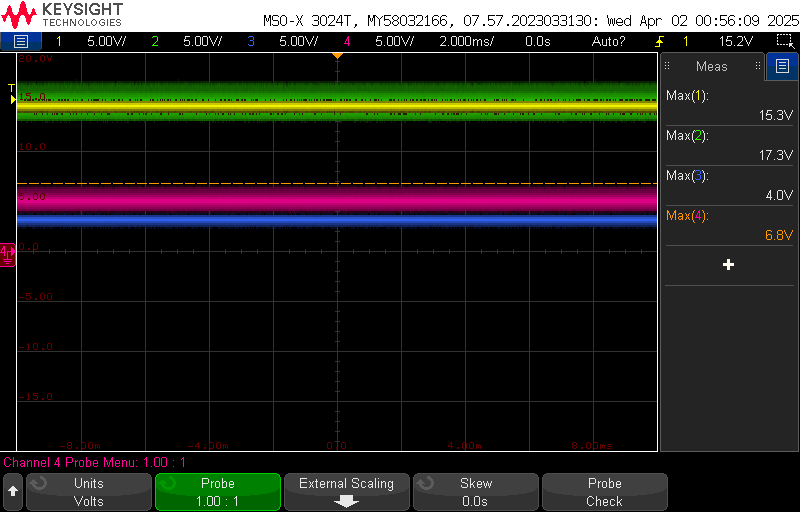 KEYSIGHT
TECHNOLOGIES
MSO-X 3024T, MY58032166, 07.57.2023033130: Wed Apr 02 00:56:09 2025
1 5.00V/ 2 5.00V/ 3 5.00V/ 4 5.00V/ 2.000ms/ 0.0s Auto? 1 15.2V
20.0V
T
15.0
10.0
5.00
4
0.0
-5.00
-10.0
-15.0
-8.00m -4.00m 0T0 4.00m 8.00m
Meas
Max(1):
15.3V
Max(2):
17.3V
Max(3):
4.0V
Max(4):
6.8V
Channel 4 Probe Menu: 1.00 : 1
Units
Volts
Probe
1.00 : 1
External Scaling
Skew
0.0s
Probe
Check